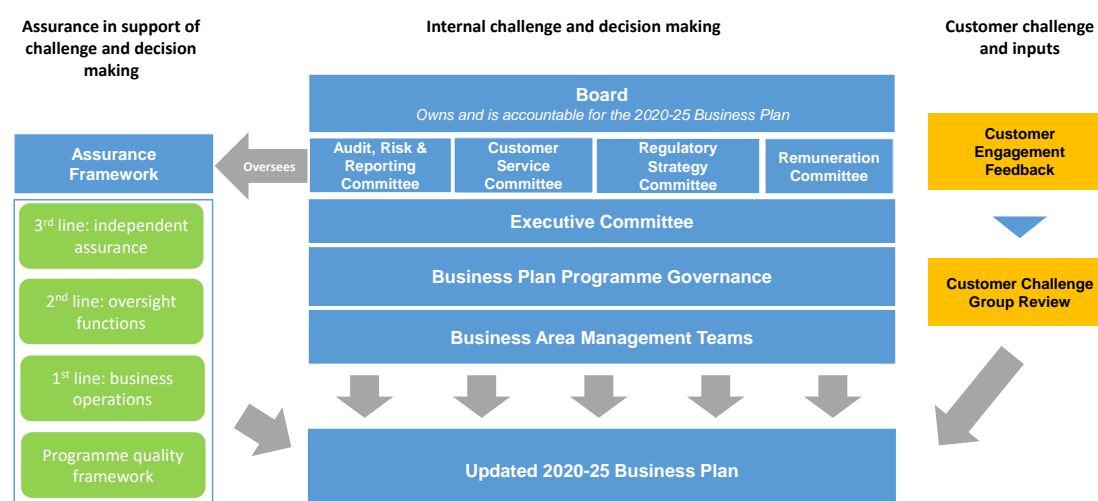 Assurance in support of
challenge and decision
making
Internal challenge and decision making
Customer challenge
and inputs
Board
Owns and is accountable for the 2020-25 Business Plan
Assurance
Framework
Oversees
Audit, Risk &
Reporting
Committee
Customer
Service
Committee
Regulatory
Strategy
Committee
Remuneration
Committee
Customer
Engagement
Feedback
3rd line: independent
assurance
2nd line: oversight
functions
1st line: business
operations
Programme quality
framework
Executive Committee
Business Plan Programme Governance
Business Area Management Teams
Customer Challenge
Group Review
Updated 2020-25 Business Plan